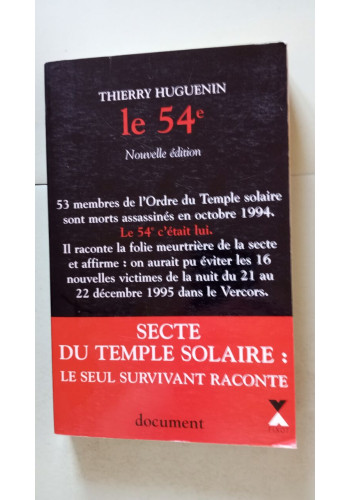 THIERRY HUGUENIN
le 54e
Nouvelle édition
53 membres de l'Ordre du Temple solaire
sont morts assassinés en octobre 1994.
Le 54e c'était lui.
Il raconte la folie meurtrière de la secte
et affirme : on aurait pu éviter les 16
nouvelles victimes de la nuit du 21 au
22 décembre 1995 dans le Vercors.
SECTE
DU TEMPLE SOLAIRE :
LE SEUL SURVIVANT RACONTE
document
FIXOT